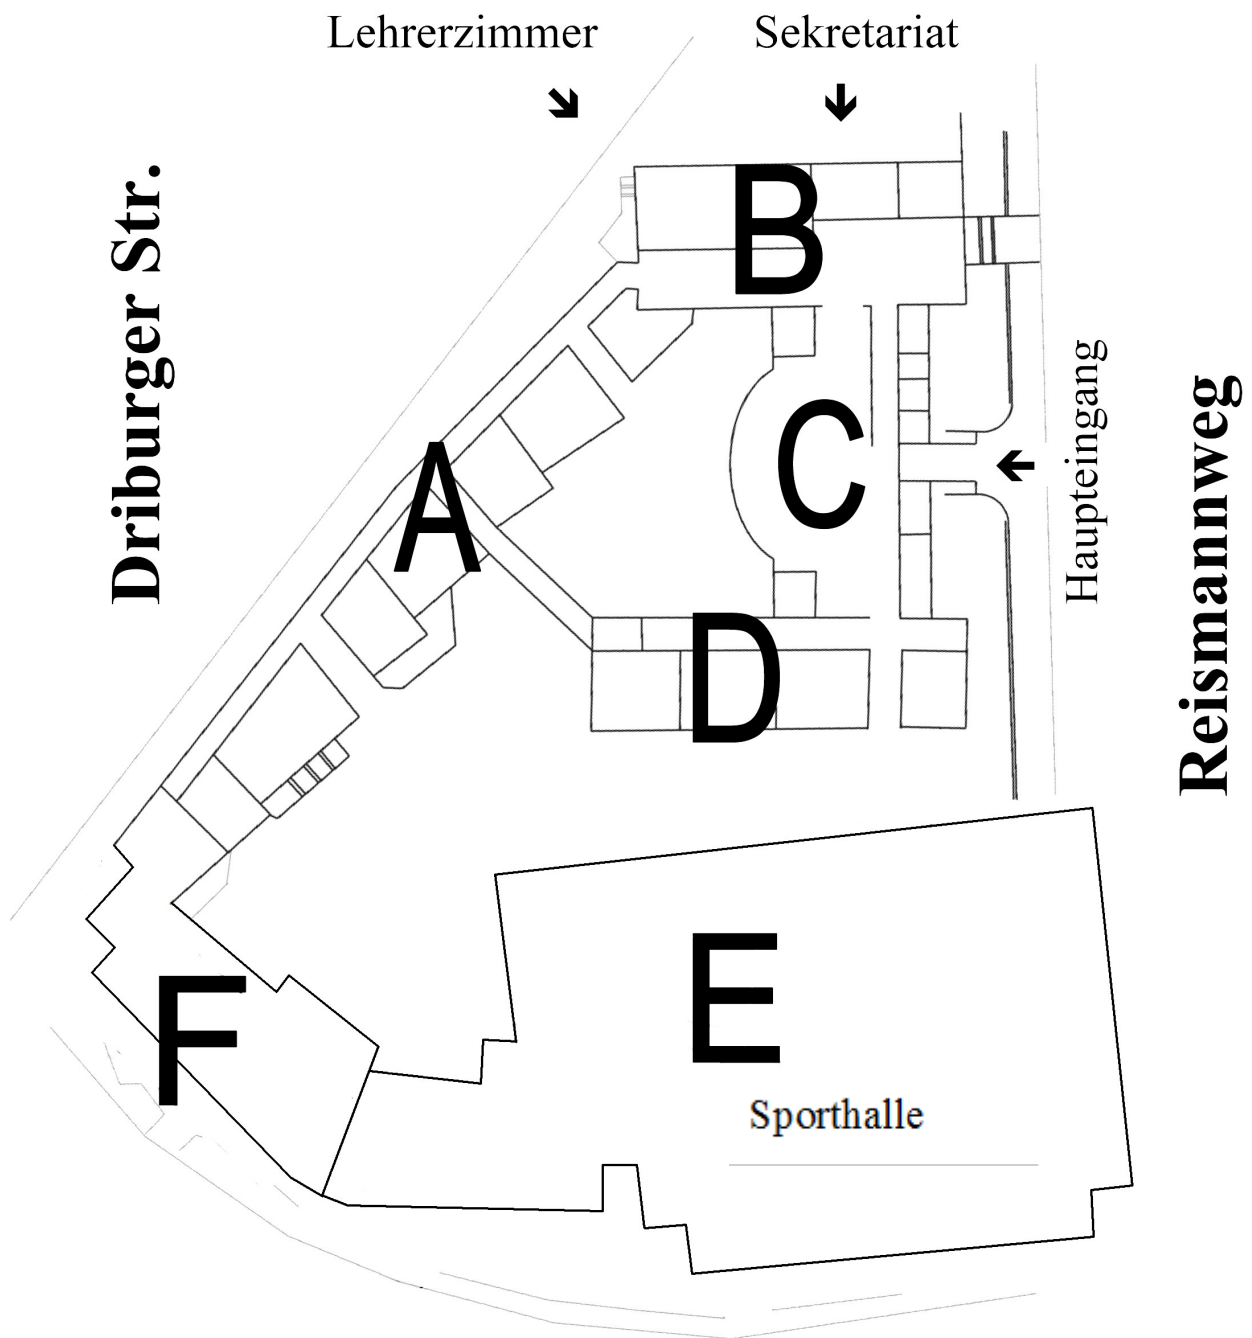 Lehrerzimmer
Sekretariat
Driburger Str.
B
Haupteingang
Reismannweg
A
C
D
E
F
Sporthalle